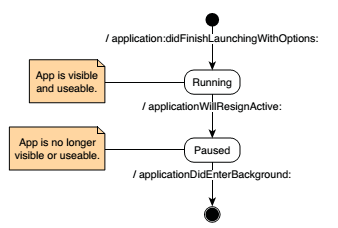 / application:didFinishLaunchingWithOptions:
App is visible
and useable.
Running
/ applicationWillResignActive:
App is no longer
visible or useable.
Paused
/ applicationDidEnterBackground: